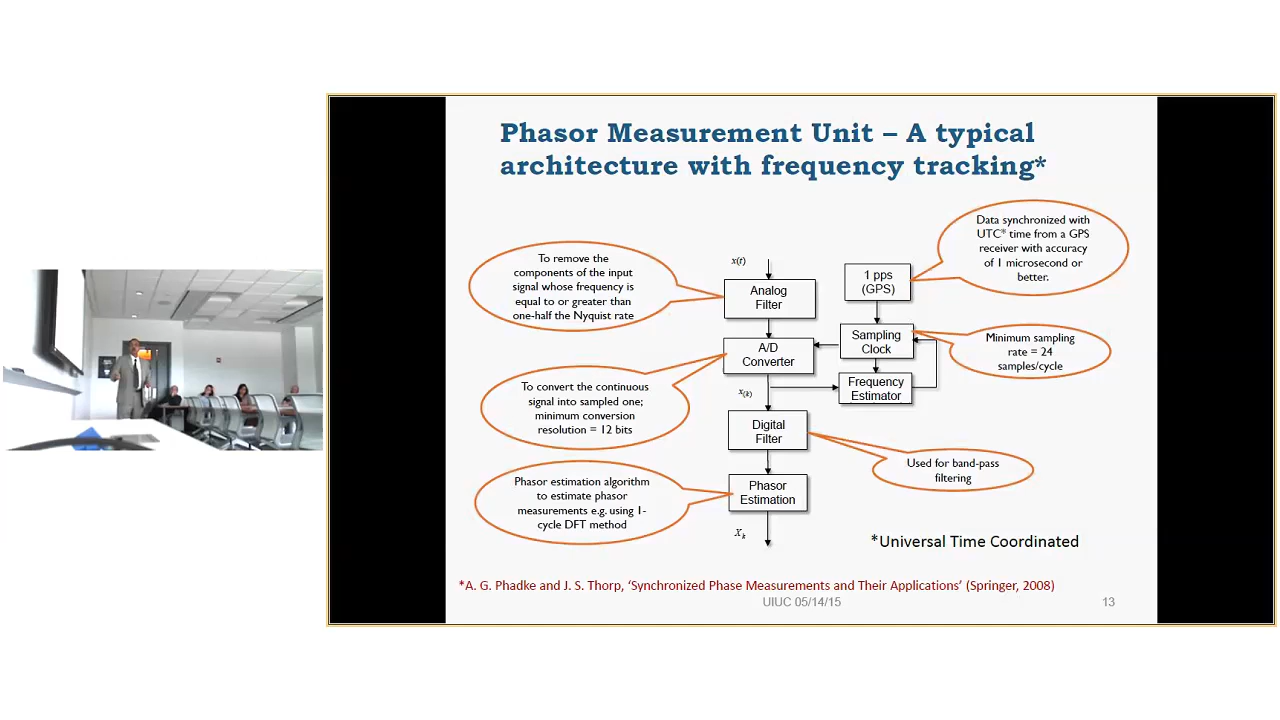 Phasor Measurement Unit – A typical
architecture with frequency tracking*
Data synchronized with
UTC* time from a GPS
receiver with accuracy
of 1 microsecond or
better.
To remove the
components of the input
signal whose frequency is
equal to or greater than
one-half the Nyquist rate
x(t)
Analog
Filter
1 pps
(GPS)
A/D
Converter
Sampling
Clock
Minimum sampling
rate = 24
samples/cycle
Frequency
Estimator
To convert the continuous
signal into sampled one;
minimum conversion
resolution = 12 bits
x(k)
Digital
Filter
Used for band-pass
filtering
Phasor estimation algorithm
to estimate phasor
measurements e.g. using 1-
cycle DFT method
Phasor
Estimation
Xk
*Universal Time Coordinated
*A. G. Phadke and J. S. Thorp, ‘Synchronized Phase Measurements and Their Applications’ (Springer, 2008)
UIUC 05/14/15
13